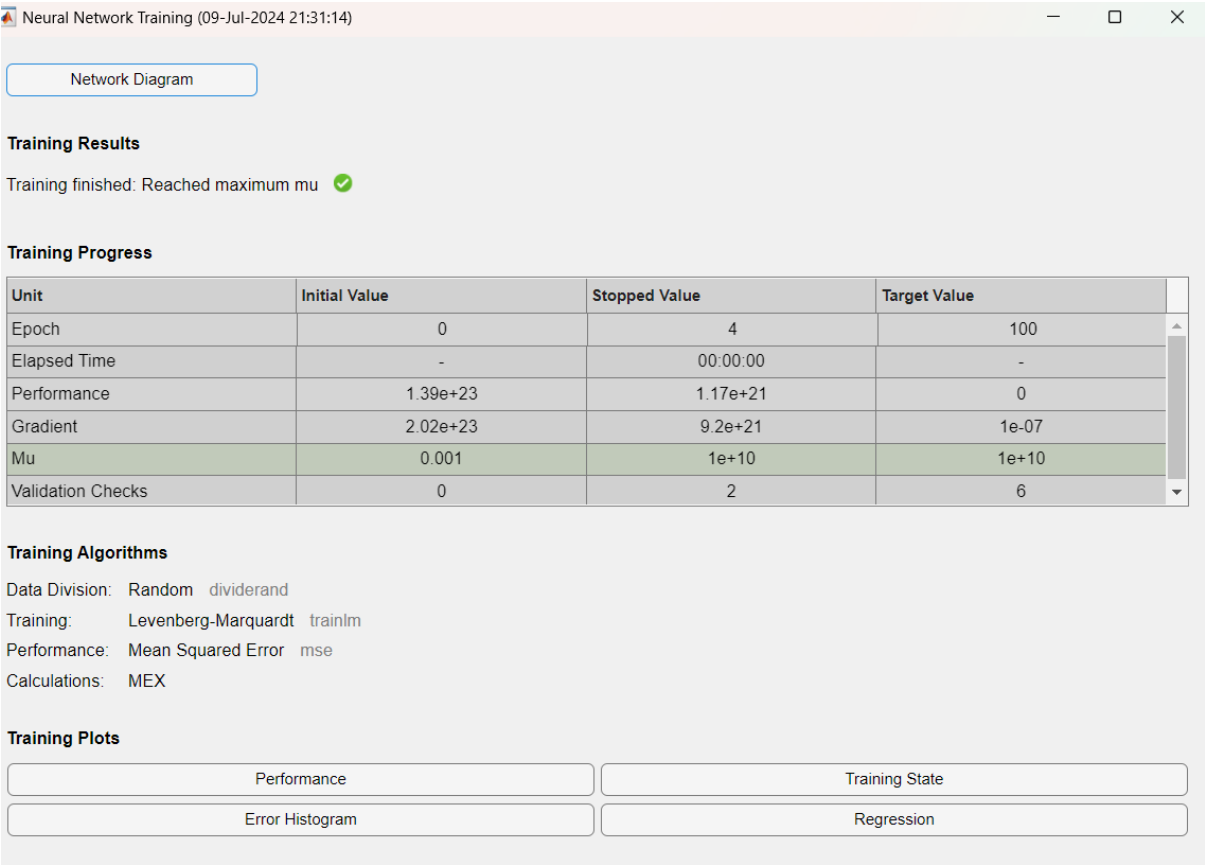 Neural Network Training (09-Jul-2024 21:31:14)
Network Diagram
Training Results
Training finished: Reached maximum mu
Training Progress
Unit Initial Value Stopped Value Target Value
Epoch 0 4 100
Elapsed Time - 00:00:00 -
Performance 1.39e+23 1.17e+21 0
Gradient 2.02e+23 9.2e+21 1e-07
Mu 0.001 1e+10 1e+10
Validation Checks 0 2 6
Training Algorithms
Data Division: Random dividerand
Training: Levenberg-Marquardt trainlm
Performance: Mean Squared Error mse
Calculations: MEX
Training Plots
Performance Training State
Error Histogram Regression